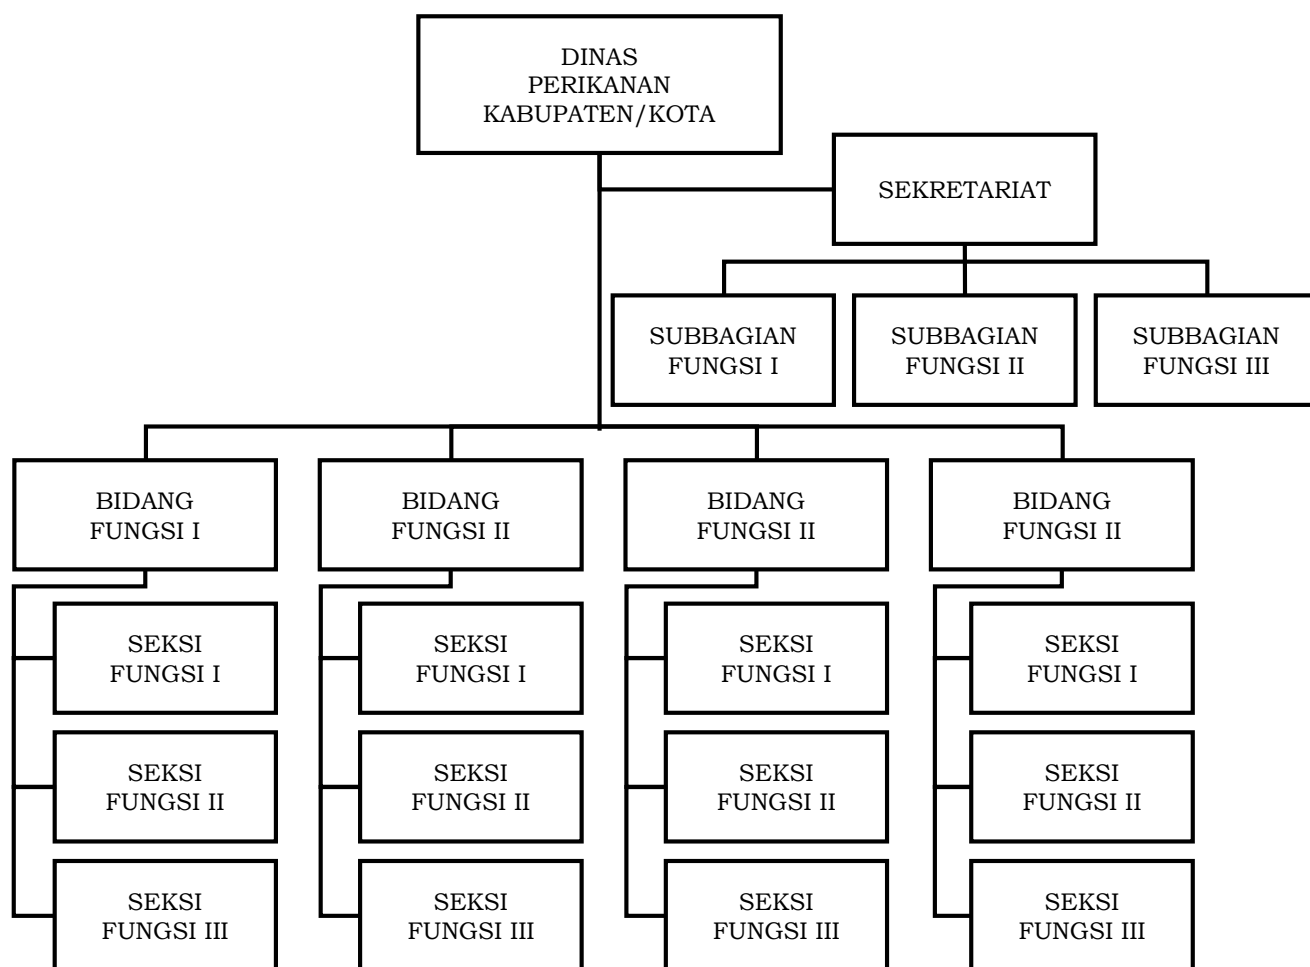 DINAS
PERIKANAN
KABUPATEN/KOTA
SEKRETARIAT
SUBBAGIAN
FUNGSI I
SUBBAGIAN
FUNGSI II
SUBBAGIAN
FUNGSI III
BIDANG
FUNGSI I
BIDANG
FUNGSI II
BIDANG
FUNGSI II
BIDANG
FUNGSI II
SEKSI
FUNGSI I
SEKSI
FUNGSI I
SEKSI
FUNGSI I
SEKSI
FUNGSI I
SEKSI
FUNGSI II
SEKSI
FUNGSI II
SEKSI
FUNGSI II
SEKSI
FUNGSI II
SEKSI
FUNGSI III
SEKSI
FUNGSI III
SEKSI
FUNGSI III
SEKSI
FUNGSI III